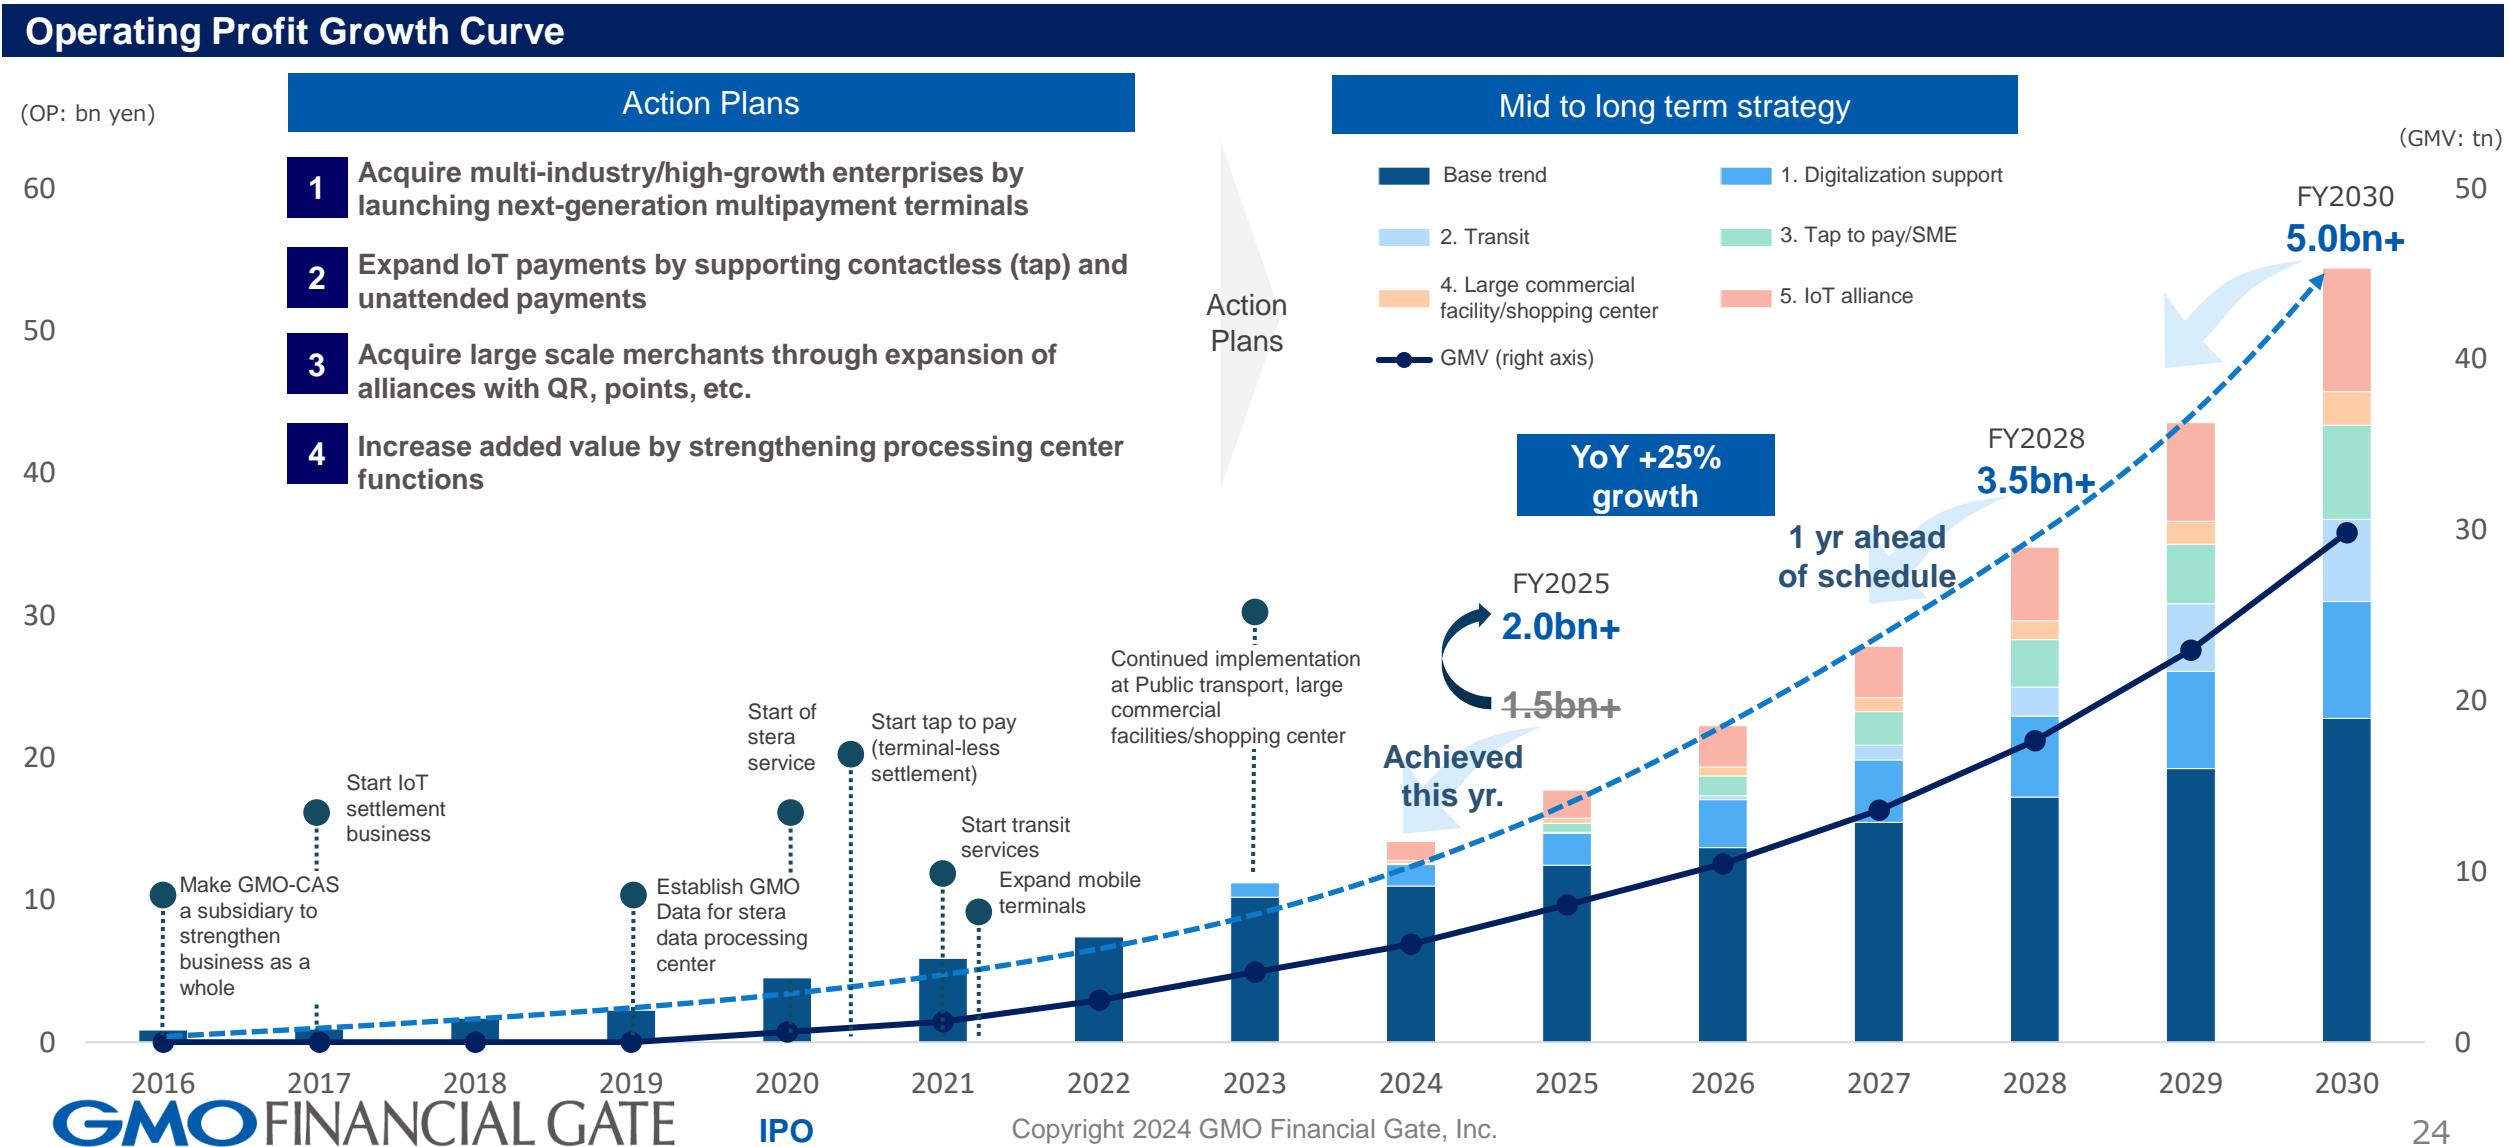 Operating Profit Growth Curve
Action Plans
Mid to long term strategy
(OP: bn yen)
(GMV: tn)
1
Acquire multi-industry/high-growth enterprises by
launching next-generation multipayment terminals
2
Expand IoT payments by supporting contactless (tap) and
unattended payments
3
Acquire large scale merchants through expansion of
alliances with QR, points, etc.
4
Increase added value by strengthening processing center
functions
Action
Plans
Base trend
1. Digitalization support
2. Transit
3. Tap to pay/SME
4. Large commercial
facility/shopping center
5. IoT alliance
GMV (right axis)
YoY +25%
growth
FY2030
5.0bn+
FY2028
3.5bn+
1 yr ahead
of schedule
FY2025
2.0bn+
1.5bn+
Achieved
this yr.
60
50
40
30
20
10
0
50
40
30
20
10
0
Make GMO-CAS
a subsidiary to
strengthen
business as a
whole
Start IoT
settlement
business
Establish GMO
Data for stera
data processing
center
Start of
stera
service
Start tap to pay
(terminal-less
settlement)
Start transit
services
Expand mobile
terminals
Continued implementation
at Public transport, large
commercial
facilities/shopping center
2016
2017
2018
2019
2020
2021
2022
2023
2024
2025
2026
2027
2028
2029
2030
GMO FINANCIAL GATE
IPO
Copyright 2024 GMO Financial Gate, Inc.
24